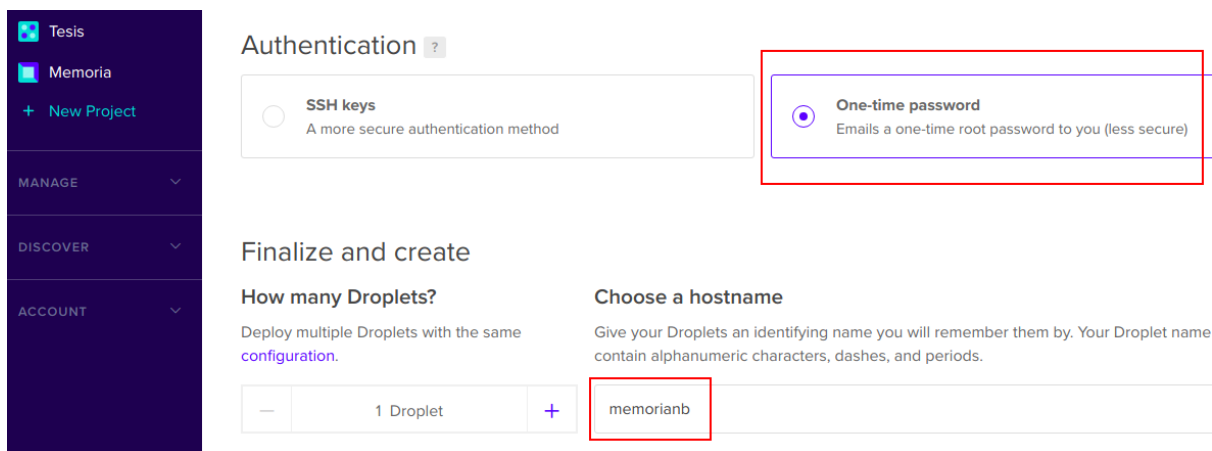 Tesis
Memoria
+ New Project
MANAGE
DISCOVER
ACCOUNT
Authentication ?
SSH keys
A more secure authentication method
One-time password
Emails a one-time root password to you (less secure)
Finalize and create
How many Droplets?
Deploy multiple Droplets with the same
configuration.
— 1 Droplet +
Choose a hostname
Give your Droplets an identifying name you will remember them by. Your Droplet name
contain alphanumeric characters, dashes, and periods.
memorianb